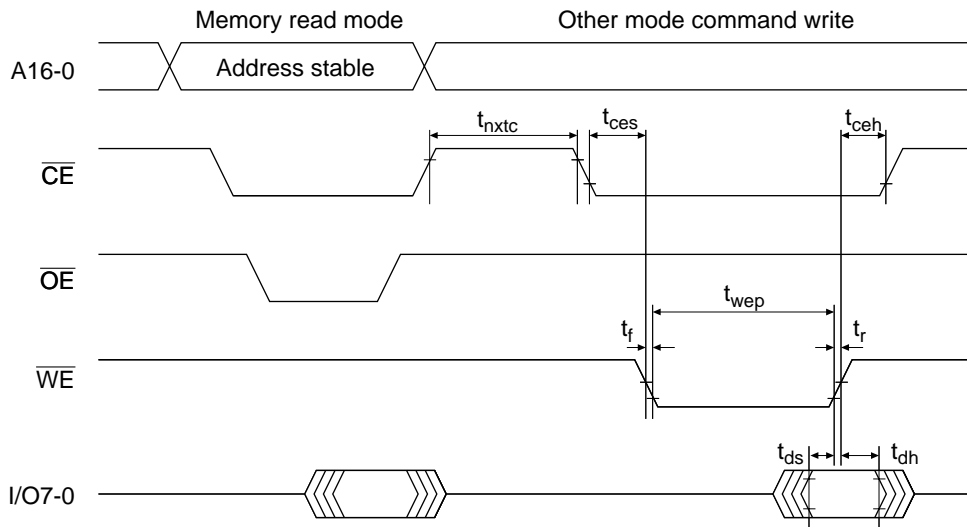 Memory read mode
Other mode command write
A16-0
Address stable
tnxtc
tces
tceh
CE
OE
twep
tf
tr
WE
tds
tdh
I/O7-0